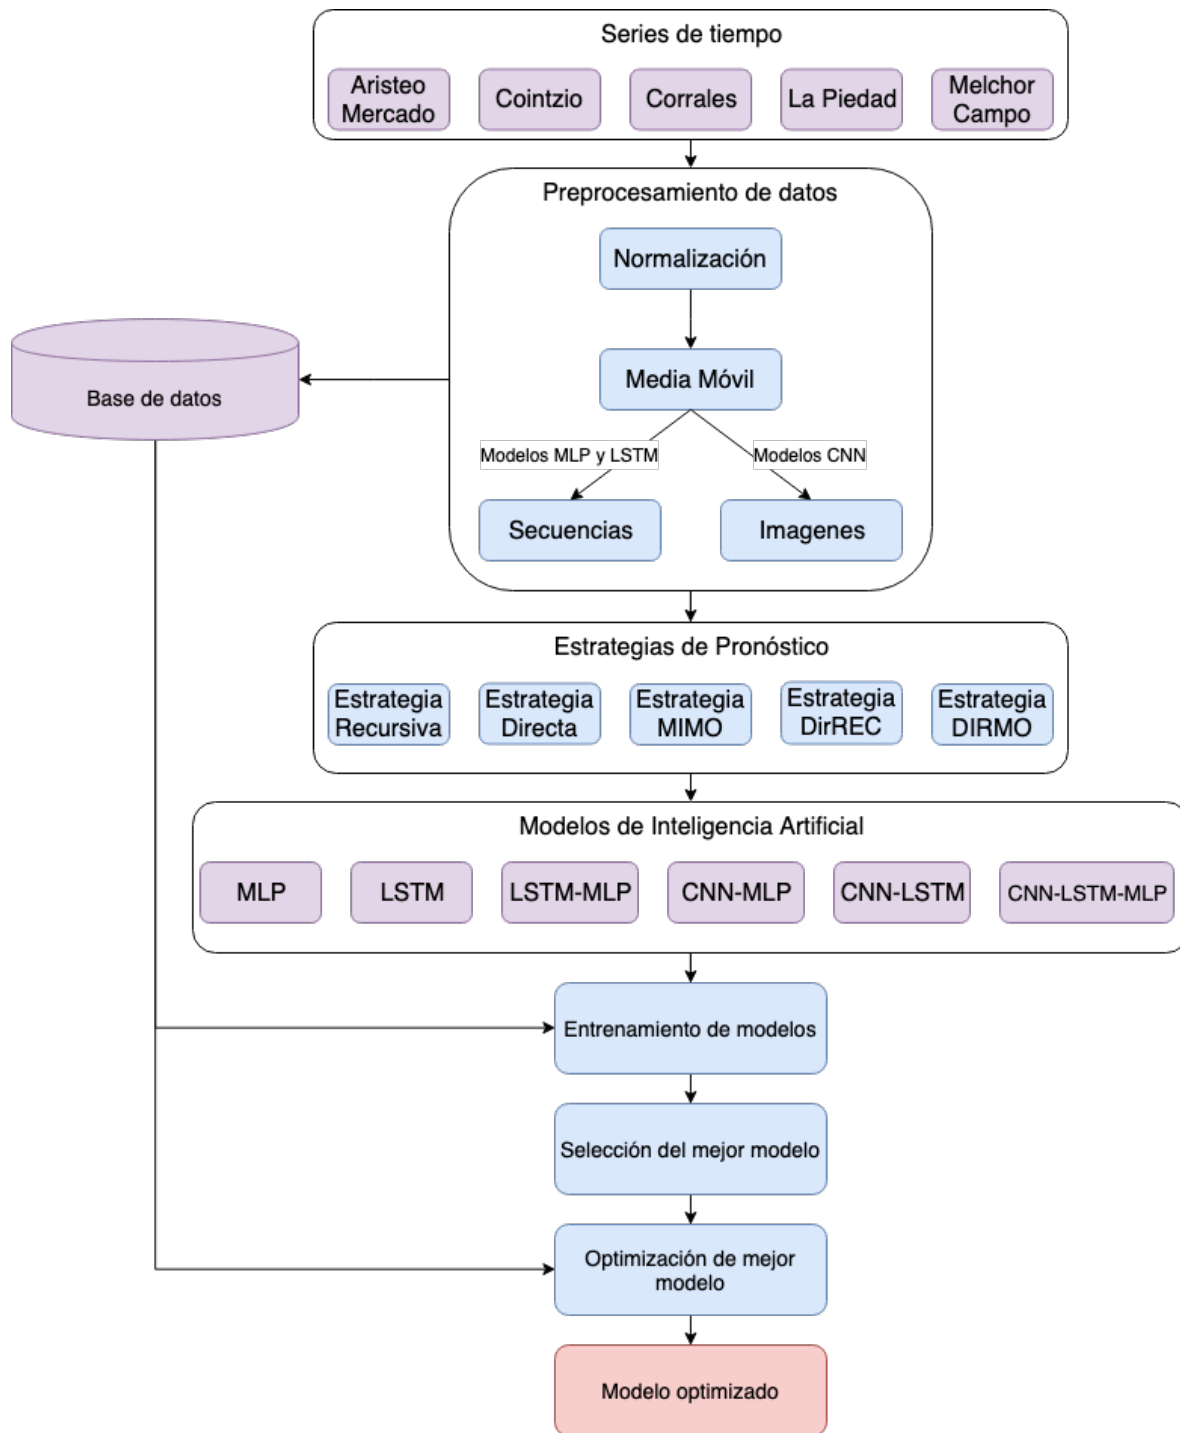 Series de tiempo
Aristeo
Mercado
Cointzio
Corrales
La Piedad
Melchor
Campo
Preprocesamiento de datos
Normalización
Media Móvil
Base de datos
Modelos MLP y LSTM
Modelos CNN
Secuencias
Imagenes
Estrategias de Pronóstico
Estrategia
Recursiva
Estrategia
Directa
Estrategia
MIMO
Estrategia
DirREC
Estrategia
DIRMO
Modelos de Inteligencia Artificial
MLP
LSTM
LSTM-MLP
CNN-MLP
CNN-LSTM
CNN-LSTM-MLP
Entrenamiento de modelos
Selección del mejor modelo
Optimización de mejor
modelo
Modelo optimizado